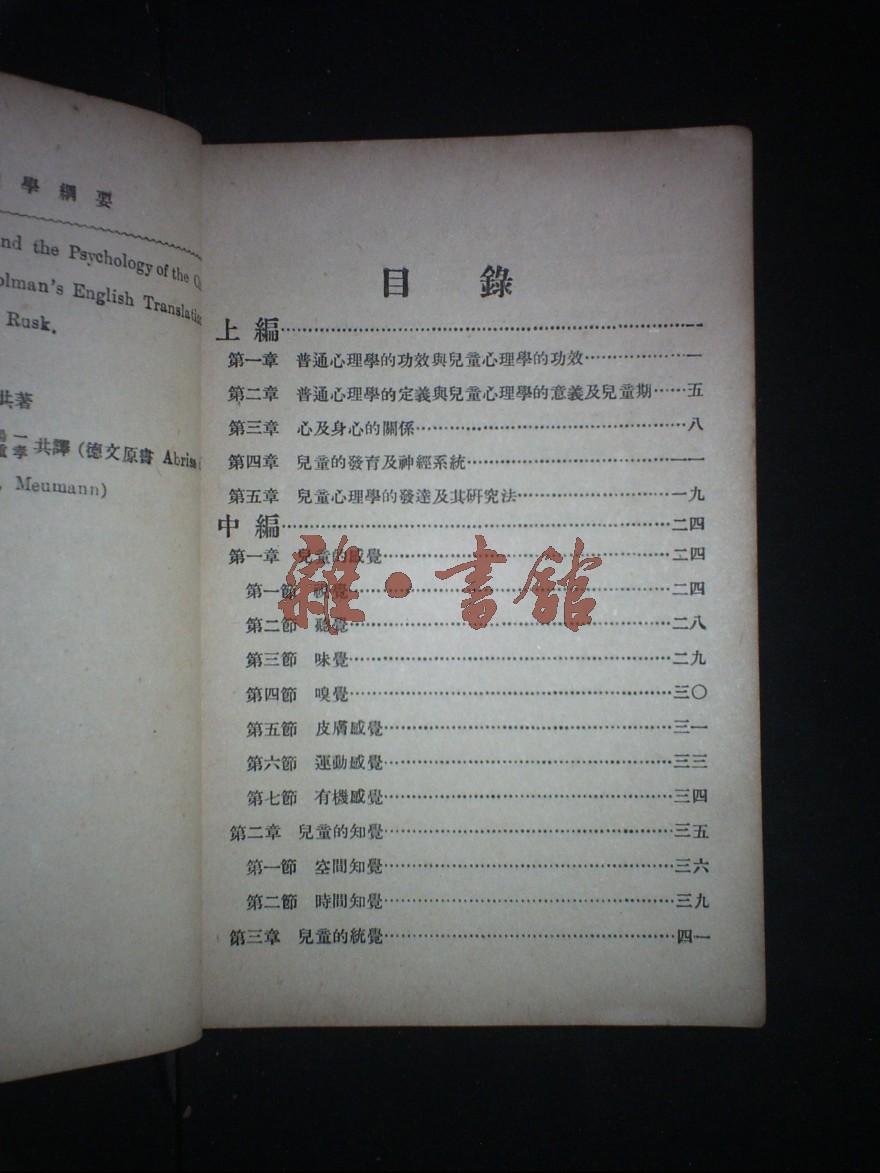 學綱要
and the Psychology of the
olman's English Translation
Rusk.
共著
共譯(德文原書 Abriss
Meumann)
目錄
上編……一
第一章 普通心理學的功效與兒童心理學的功效……一
第二章 普通心理學的定義與兒童心理學的意義及兒童期……五
第三章 心及身心的關係……八
第四章 兒童的發育及神經系統……一一
第五章 兒童心理學的發達及其研究法……一九
中編……二四
第一章 兒童的感覺……二四
第一節 視覺……二四
第二節 聽覺……二八
第三節 味覺……二九
第四節 嗅覺……三〇
第五節 皮膚感覺……三一
第六節 運動感覺……三三
第七節 有機感覺……三四
第二章 兒童的知覺……三五
第一節 空間知覺……三六
第二節 時間知覺……三九
第三章 兒童的統覺……四一
雜·書館